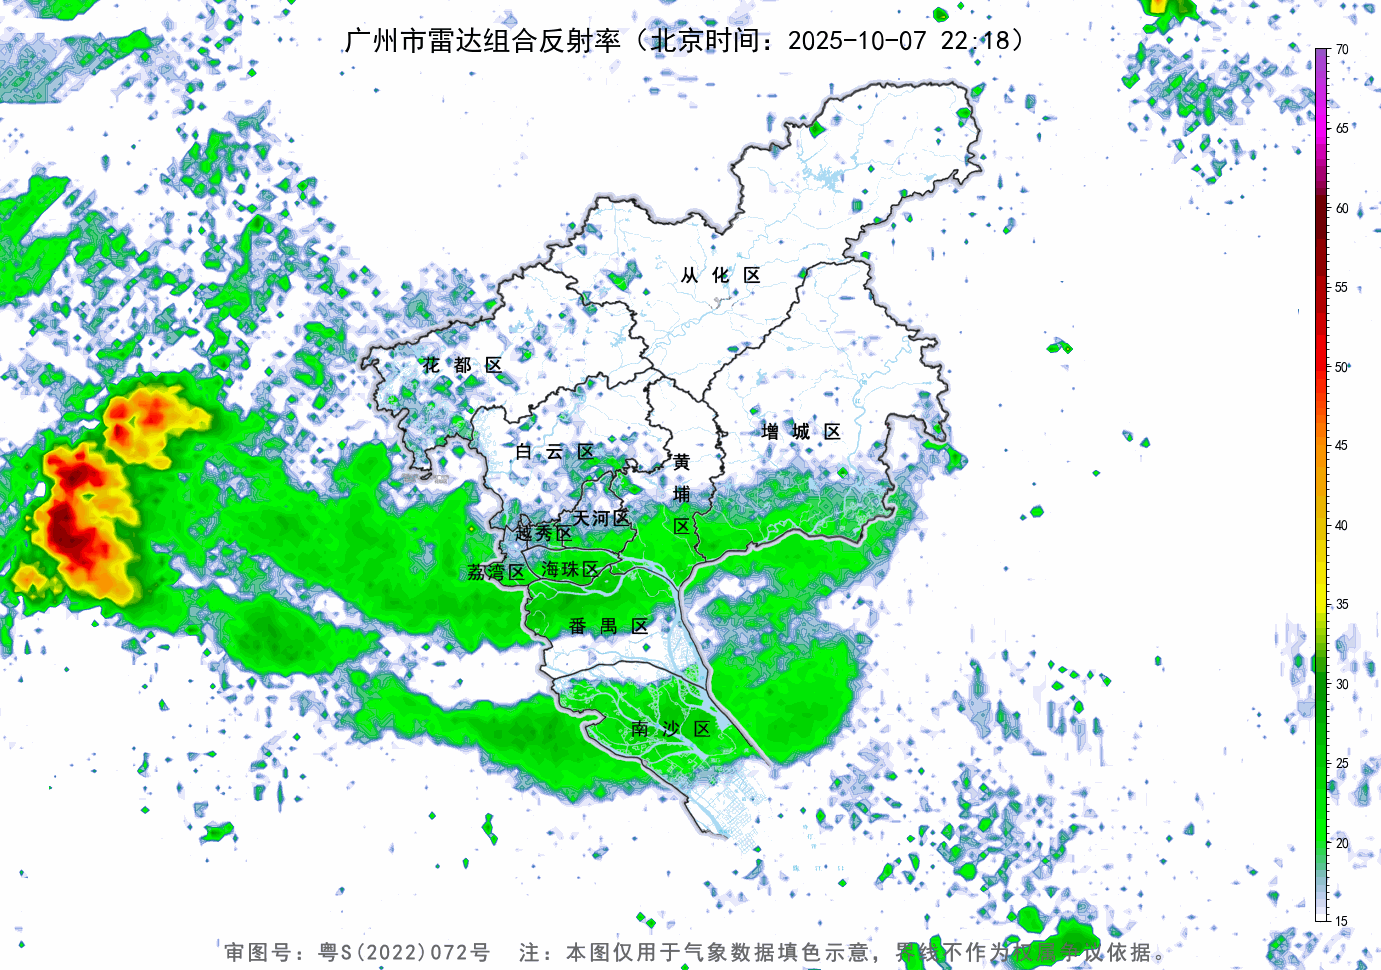 广州市雷达组合反射率（北京时间：2025-10-07 22:18）
70
65
60
55
50
45
40
35
30
25
20
15
从 化 区
花 都 区
增 城 区
白 云 区
黄
埔
区
天河区
越秀区
荔湾区
海珠区
番 禺 区
南 沙 区
审图号：粤S(2022)072号 注：本图仅用于气象数据填色示意，界线不作为权属争议依据。